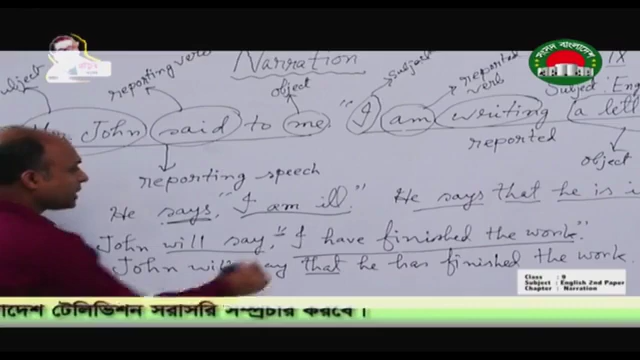 Narration
IX
subject
reporting verb
object
subject
reported verb
Subject: Eng
John said to me. "I am writing a lett
reported
object
reporting speech
He says, "I am ill."
He says that he is i
John will say, "I have finished the work."
John will say that he has finished the work.
সংসদ বাংলাদেশ
Class : 9
Subject : English 2nd Paper
Chapter : Narration
দেশ টেলিভিশন সরাসরি সম্প্রচার করবে।